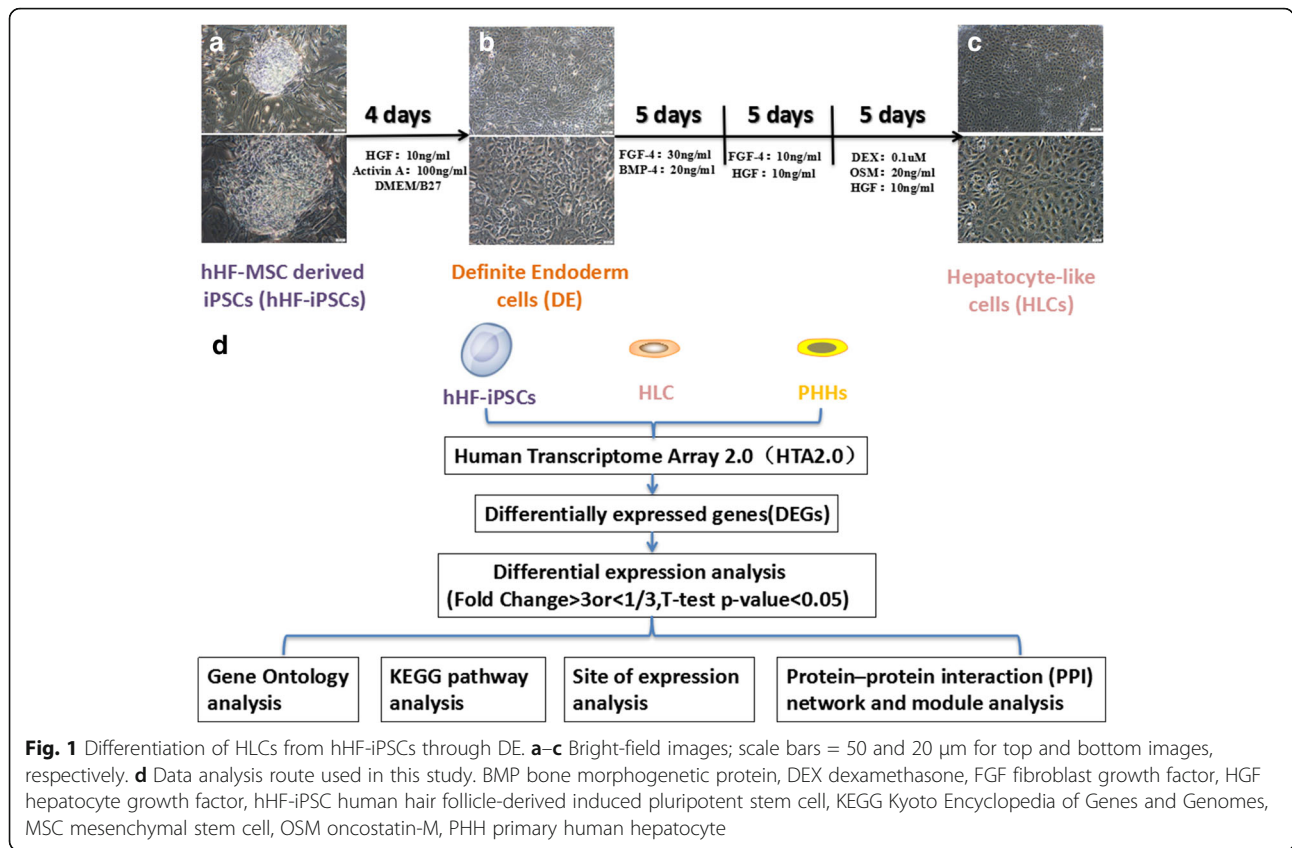 a
b
c
4 days
5 days
5 days
5 days
HGF： 10ng/ml
Activin A： 100ng/ml
DMEM/B27
FGF-4： 30ng/ml
BMP-4： 20ng/ml
FGF-4： 10ng/ml
HGF： 10ng/ml
DEX： 0.1uM
OSM： 20ng/ml
HGF： 10ng/ml
hHF-MSC derived
iPSCs (hHF-iPSCs)
Definite Endoderm
cells (DE)
Hepatocyte-like
cells (HLCs)
d
hHF-iPSCs
HLC
PHHs
Human Transcriptome Array 2.0（HTA2.0）
Differentially expressed genes(DEGs)
Differential expression analysis
(Fold Change>3or<1/3,T-test p-value<0.05)
Gene Ontology
analysis
KEGG pathway
analysis
Site of expression
analysis
Protein–protein interaction (PPI)
network and module analysis
Fig. 1 Differentiation of HLCs from hHF-iPSCs through DE. a–c Bright-field images; scale bars = 50 and 20 μm for top and bottom images,
respectively. d Data analysis route used in this study. BMP bone morphogenetic protein, DEX dexamethasone, FGF fibroblast growth factor, HGF
hepatocyte growth factor, hHF-iPSC human hair follicle-derived induced pluripotent stem cell, KEGG Kyoto Encyclopedia of Genes and Genomes,
MSC mesenchymal stem cell, OSM oncostatin-M, PHH primary human hepatocyte